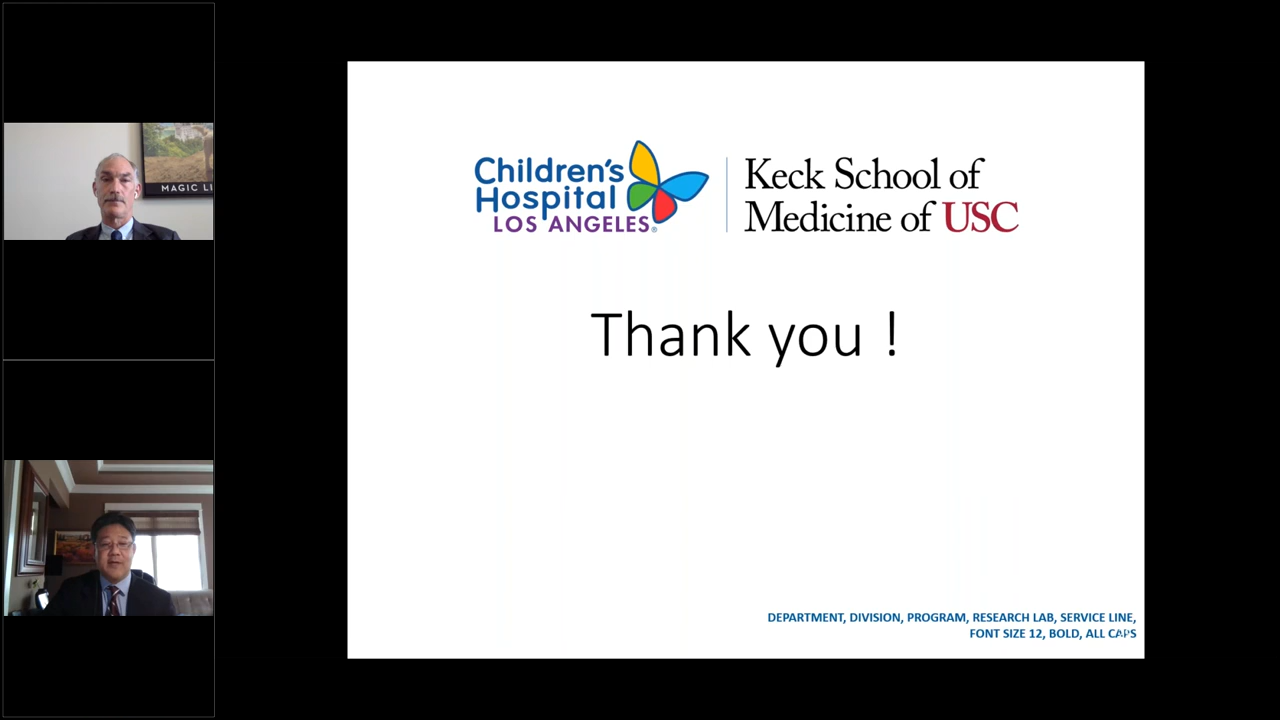 MAGIC LI
Children's
Hospital
LOS ANGELES®
Keck School of
Medicine of USC
Thank you !
DEPARTMENT, DIVISION, PROGRAM, RESEARCH LAB, SERVICE LINE,
FONT SIZE 12, BOLD, ALL CAPS